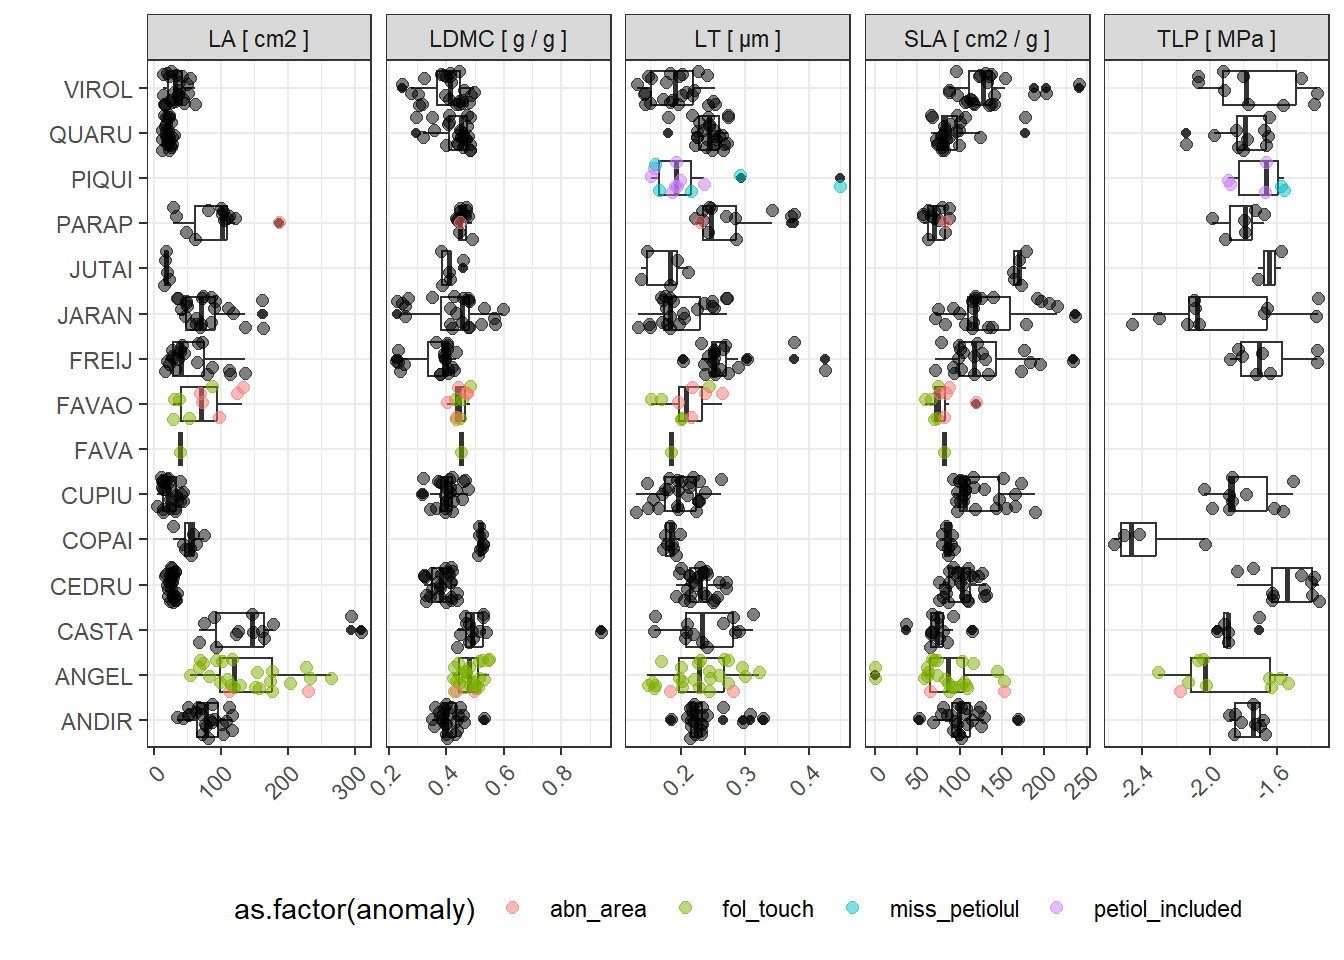 LA [ cm2 ]
LDMC [ g / g ]
LT [ µm ]
SLA [ cm2 / g ]
TLP [ MPa ]
VIROL
QUARU
PIQUI
PARAP
JUTAI
JARAN
FREIJ
FAVAO
FAVA
CUPIU
COPAI
CEDRU
CASTA
ANGEL
ANDIR
0 100 200 300
0.2 0.4 0.6 0.8
0.2 0.3 0.4
0 50 100 150 200 250
-2.4 -2.0 -1.6
as.factor(anomaly) abn_area fol_touch miss_petiolul petiol_included